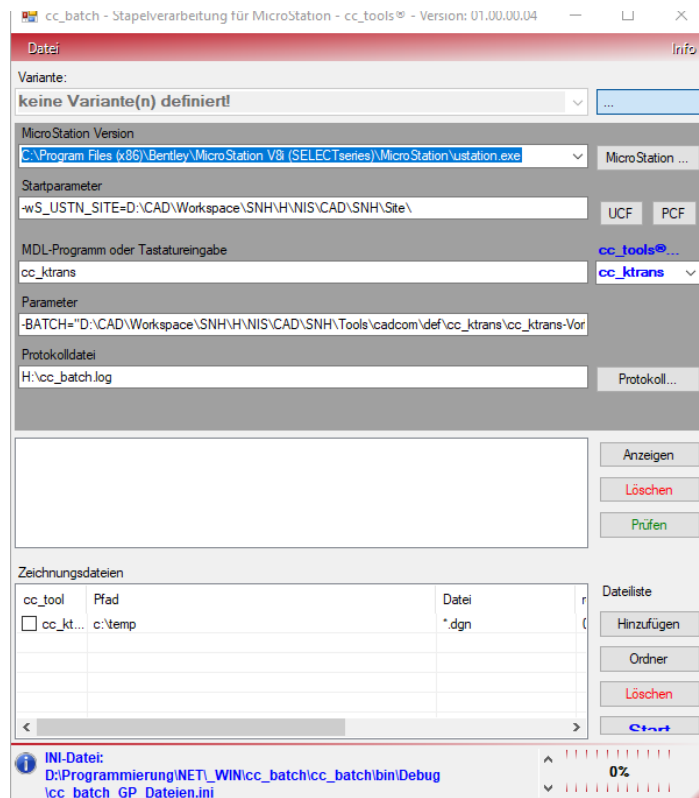 cc_batch - Stapelverarbeitung für MicroStation - cc_tools® - Version: 01.00.00.04
Datei Info
Variante:
keine Variante(n) definiert! ...
MicroStation Version
C:\Program Files (x86)\Bentley\MicroStation V8i (SELECTseries)\MicroStation\ustation.exe MicroStation ...
Startparameter
-wS_USTN_SITE=D:\CAD\Workspace\SNH\H\NIS\CAD\SNH\Site\ UCF PCF
MDL-Programm oder Tastatureingabe cc_tools®...
cc_ktrans cc_ktrans
Parameter
-BATCH="D:\CAD\Workspace\SNH\H\NIS\CAD\SNH\Tools\cadcom\def\cc_ktrans\cc_ktrans-Vor
Protokolldatei
H:\cc_batch.log Protokoll...
Anzeigen
Löschen
Prüfen
Zeichnungsdateien
Dateiliste
cc_tool Pfad Datei r
cc_kt... c:\temp *.dgn Hinzufügen
Ordner
Löschen
Start
INI-Datei:
D:\Programmierung\NET\_WIN\cc_batch\cc_batch\bin\Debug
\cc_batch_GP_Dateien.ini
0%